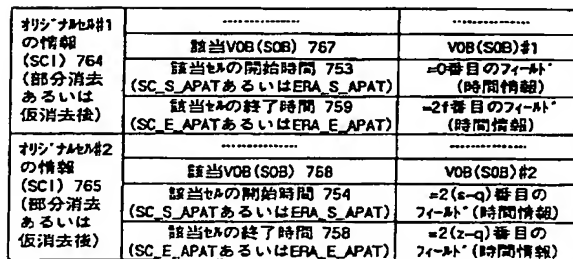 オリジナルセル#1
の情報
(SCI) 764
(部分消去
あるいは
仮消去後)
該当VOB(SOB) 767
VOB(SOB)#1
該当セルの開始時間 753
(SC_S_APATあるいはERA_S_APAT)
=0番目のフィールド
(時間情報)
該当セルの終了時間 759
(SC_E_APATあるいはERA_E_APAT)
=2f番目のフィールド
(時間情報)
オリジナルセル#2
の情報
(SCI) 765
(部分消去
あるいは
仮消去後)
該当VOB(SOB) 768
VOB(SOB)#2
該当セルの開始時間 754
(SC_S_APATあるいはERA_S_APAT)
=2(s-q)番目の
フィールド(時間情報)
該当セルの終了時間 758
(SC_E_APATあるいはERA_E_APAT)
=2(z-q)番目の
フィールド(時間情報)